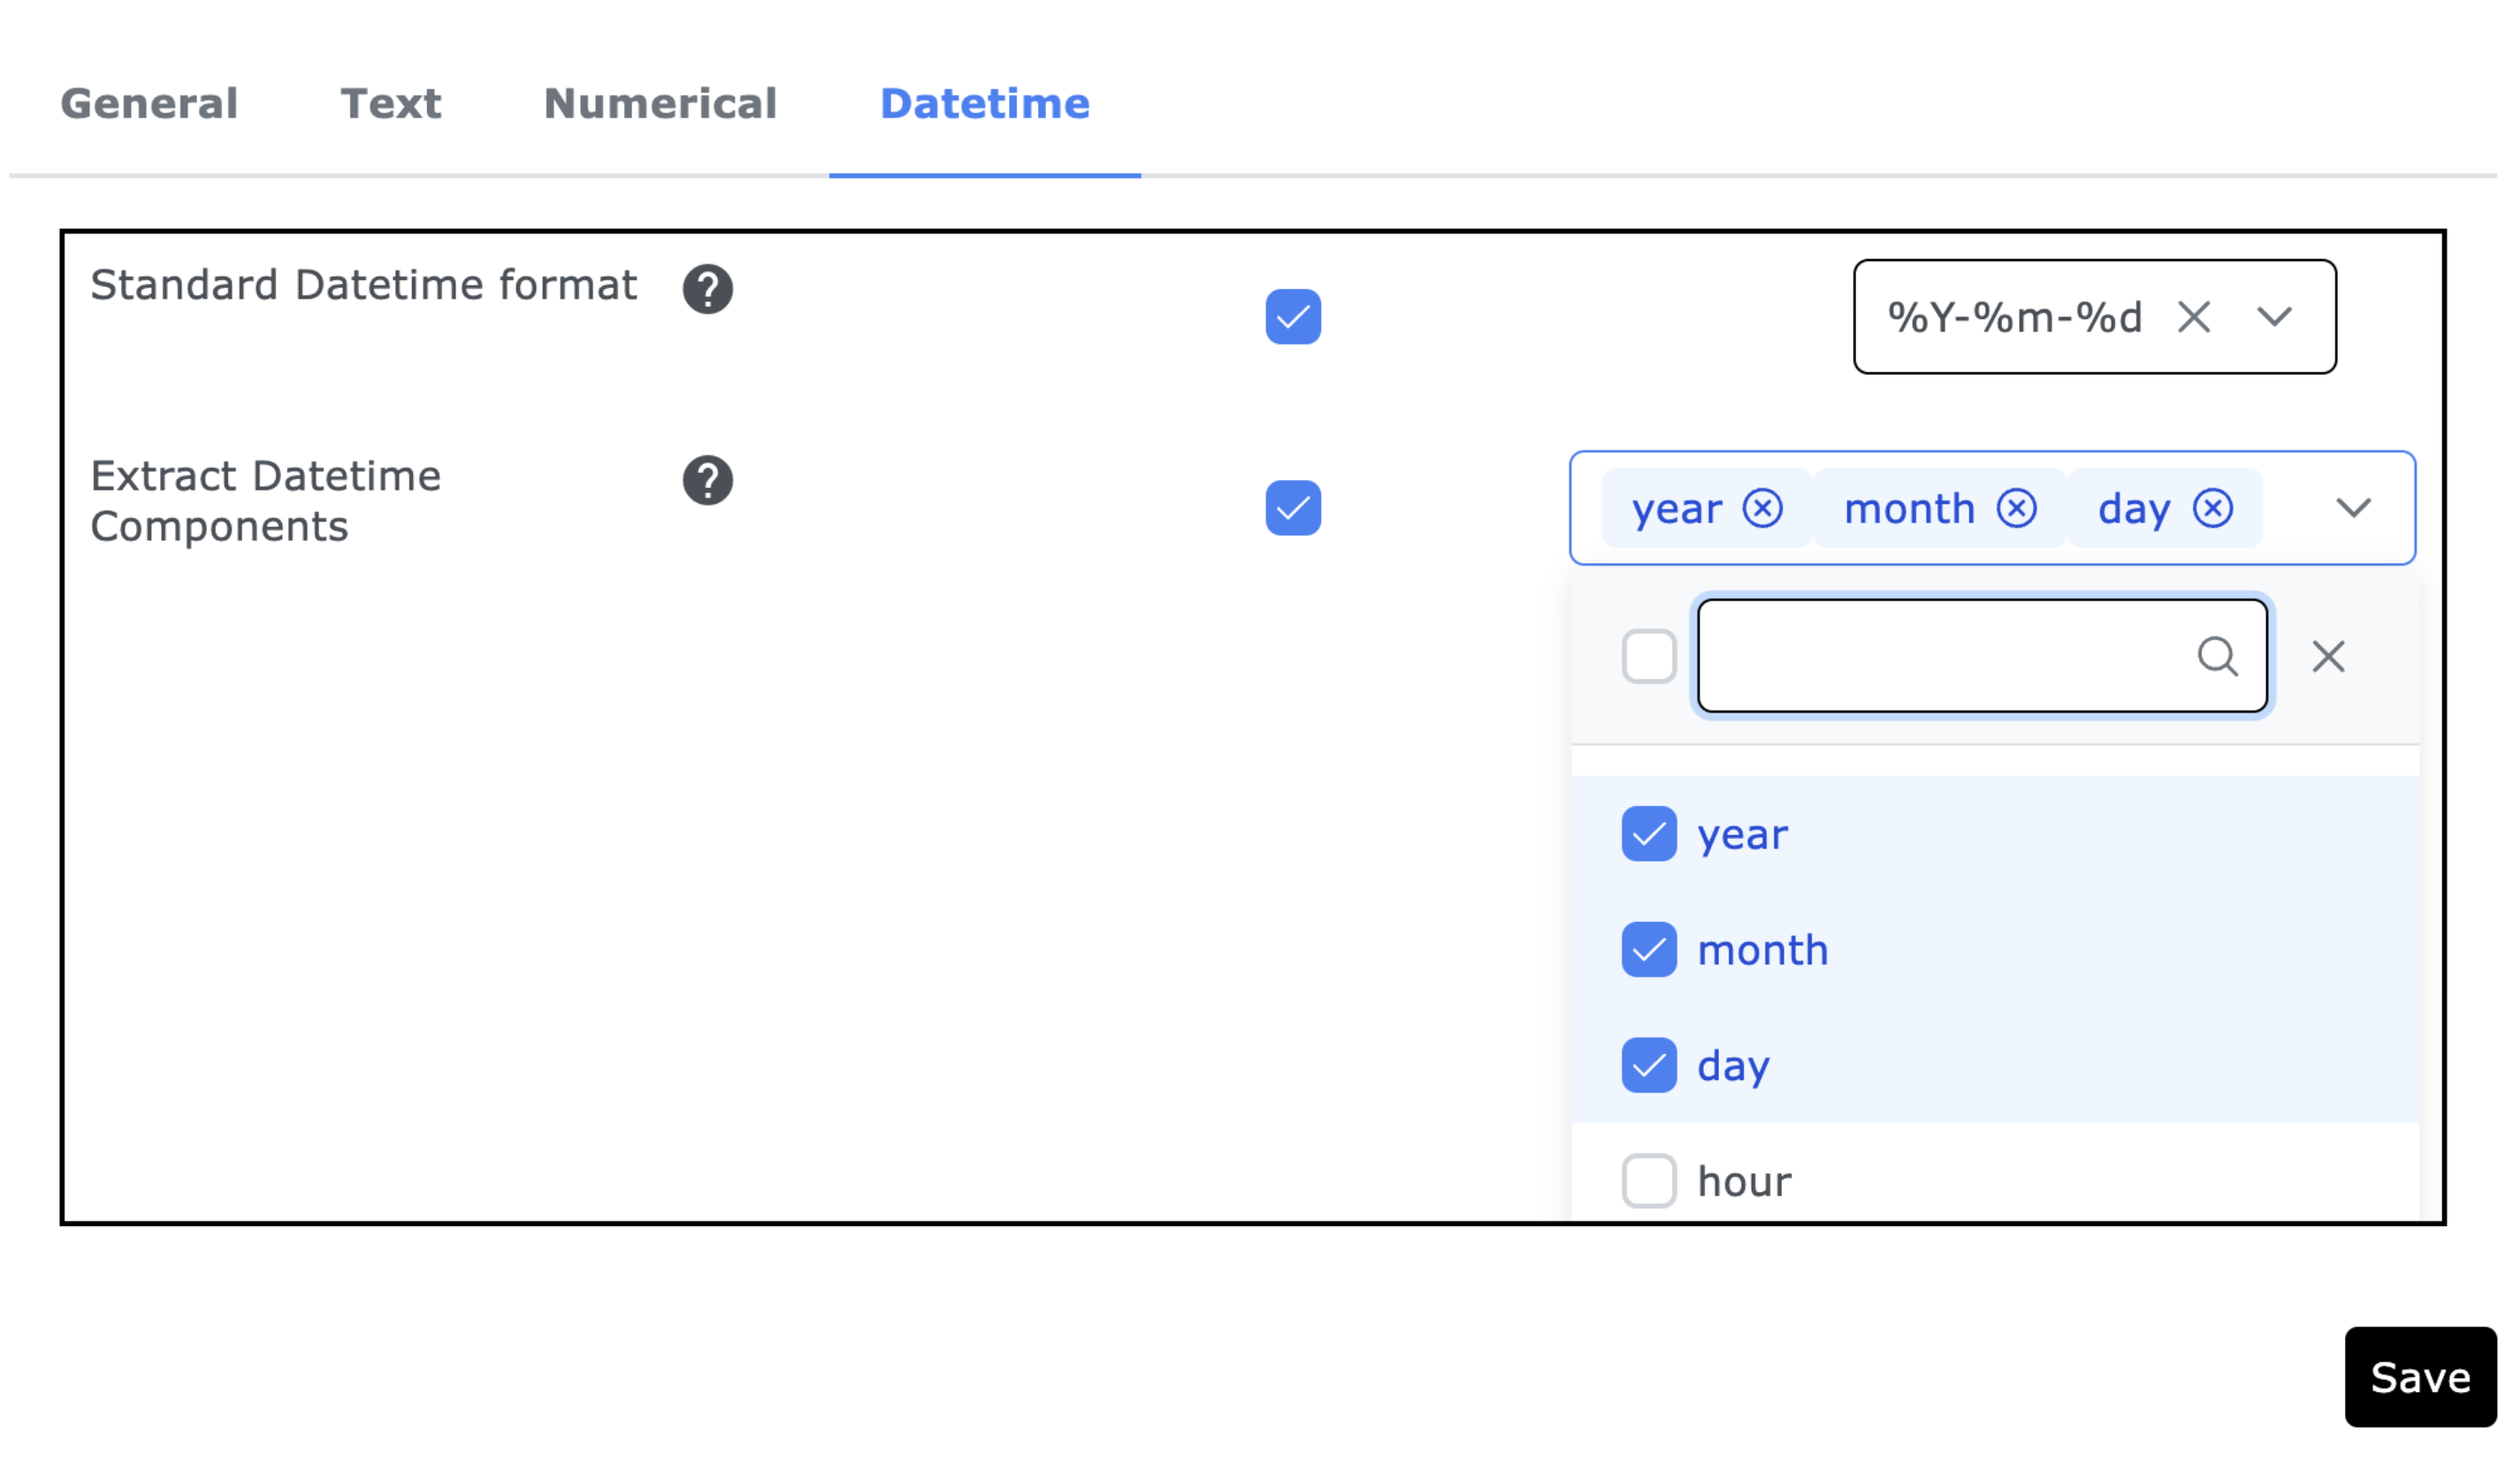 General Text Numerical Datetime
Standard Datetime format ? %Y-%m-%d
Extract Datetime
Components
? year month day
year
month
day
hour
Save